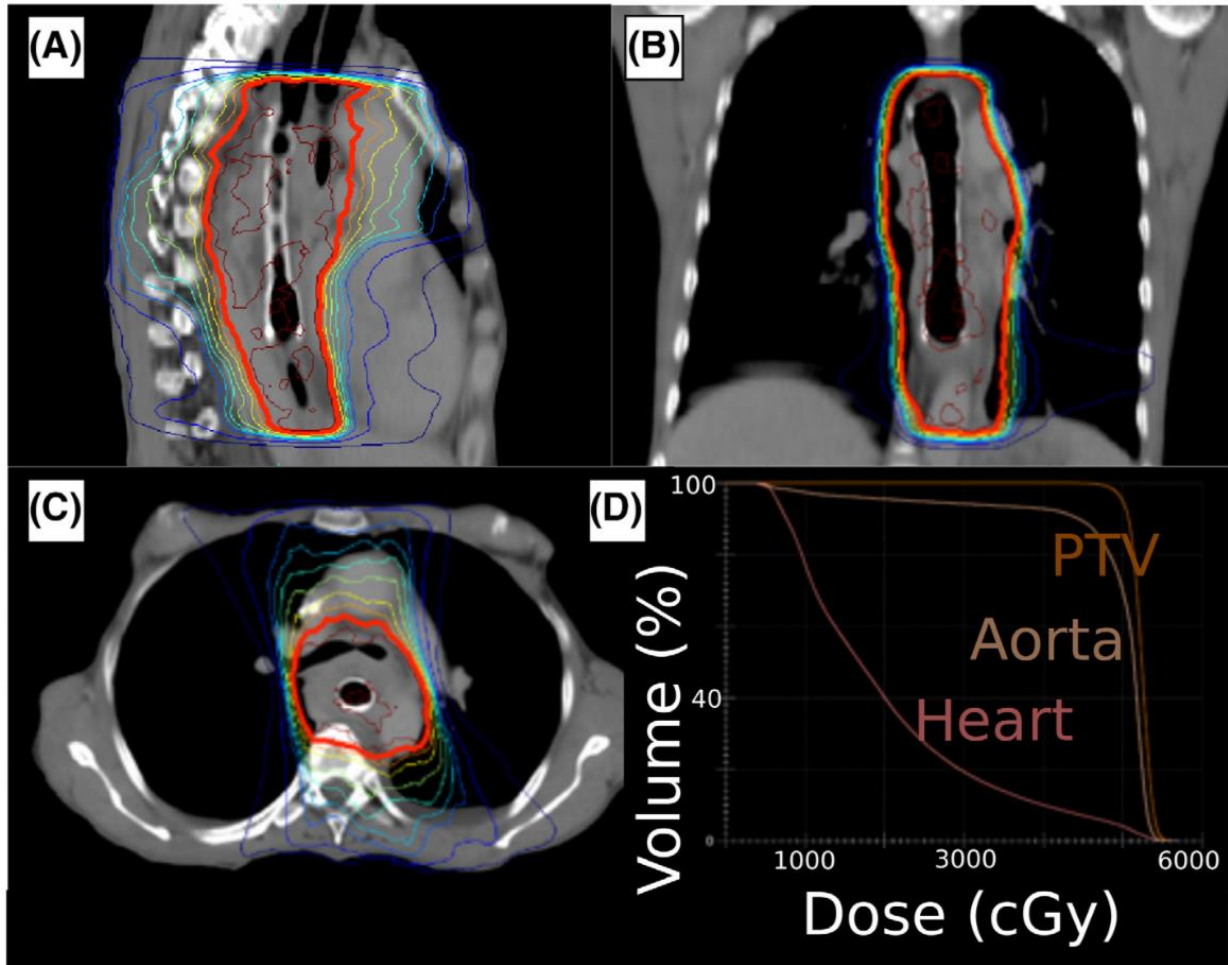 (A)
(B)
(C)
(D)
100
PTV
Aorta
40
Heart
0
Volume (%)
1000
3000
6000
Dose (cGy)